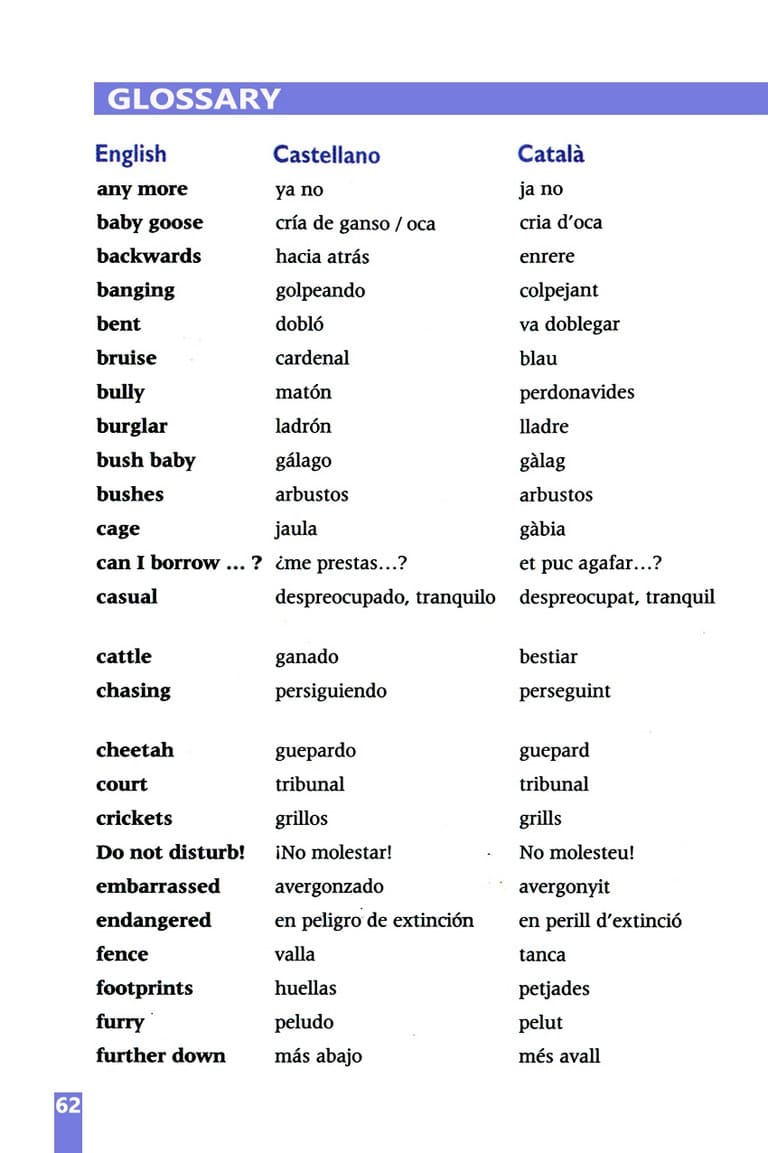 GLOSSARY
English Castellano Català
any more ya no ja no
baby goose cría de ganso / oca cria d'oca
backwards hacia atrás enrere
banging golpeando colpejant
bent dobló va doblegar
bruise cardenal blau
bully matón perdonavides
burglar ladrón lladre
bush baby gálago gàlag
bushes arbustos arbustos
cage jaula gàbia
can I borrow ... ? ¿me prestas...? et puc agafar...?
casual despreocupado, tranquilo despreocupat, tranquil
cattle ganado bestiar
chasing persiguiendo perseguint
cheetah guepardo guepard
court tribunal tribunal
crickets grillos grills
Do not disturb! ¡No molestar! No molesteu!
embarrassed avergonzado avergonyit
endangered en peligro de extinción en perill d'extinció
fence valla tanca
footprints huellas petjades
furry peludo pelut
further down más abajo més avall
62